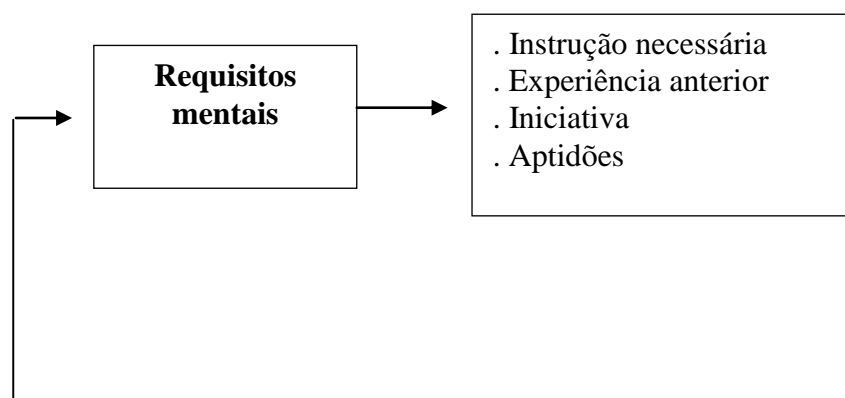 Requisitos
mentais
. Instrução necessária
. Experiência anterior
. Iniciativa
. Aptidões